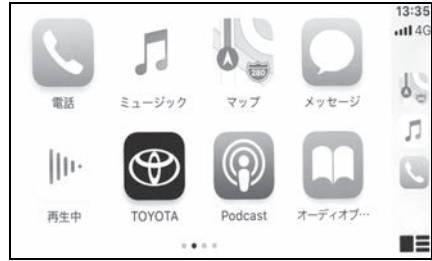 13:35
4G
280
電話
ミュージック
マップ
メッセージ
再生中
TOYOTA
Podcast
オーディオブ…